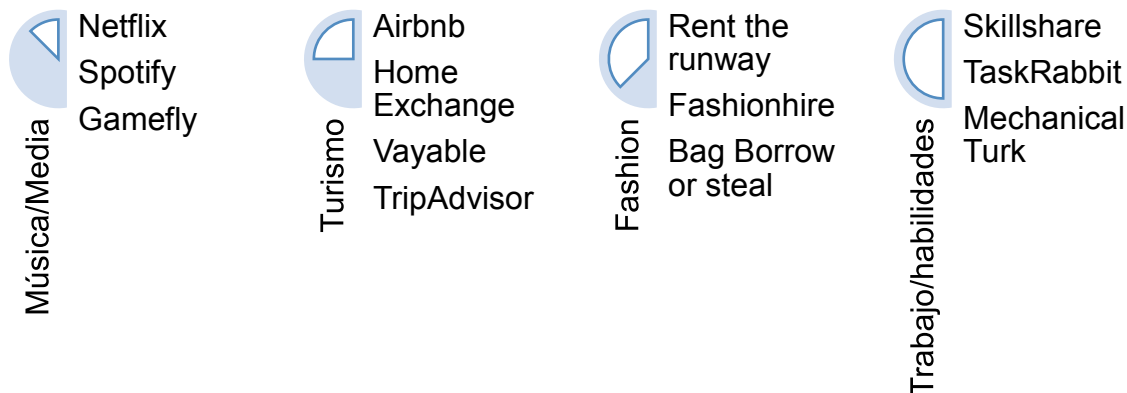 Música/Media
Netflix
Spotify
Gamefly
Turismo
Airbnb
Home
Exchange
Vayable
TripAdvisor
Fashion
Rent the
runway
Fashionhire
Bag Borrow
or steal
Trabajo/habilidades
Skillshare
TaskRabbit
Mechanical
Turk